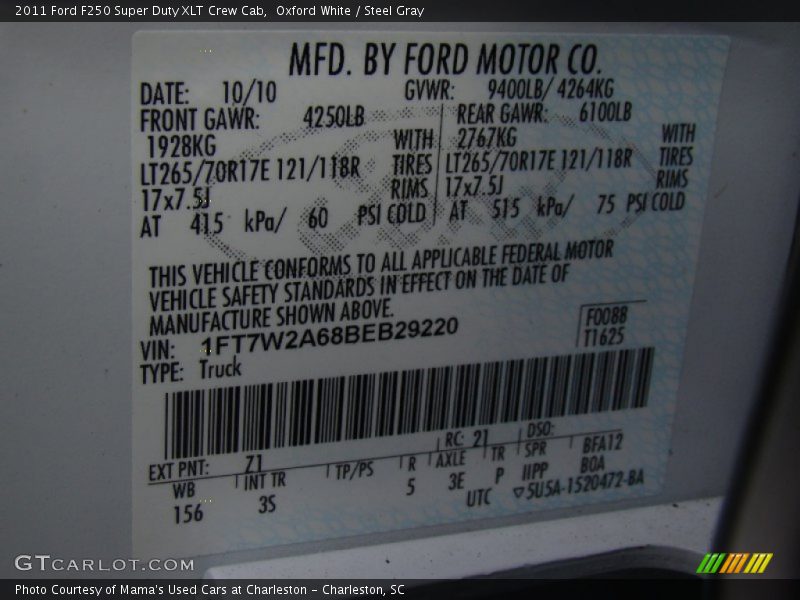 2011 Ford F250 Super Duty XLT Crew Cab, Oxford White / Steel Gray
MFD. BY FORD MOTOR CO.
DATE: 10/10 GVWR: 9400LB/ 4264KG
FRONT GAWR: 4250LB REAR GAWR: 6100LB
1928KG WITH 2767KG WITH
LT265/70R17E 121/118R TIRES LT265/70R17E 121/118R TIRES
17x7.5J RIMS 17x7.5J RIMS
AT 415 kPa/ 60 PSI COLD AT 515 kPa/ 75 PSI COLD
THIS VEHICLE CONFORMS TO ALL APPLICABLE FEDERAL MOTOR
VEHICLE SAFETY STANDARDS IN EFFECT ON THE DATE OF
MANUFACTURE SHOWN ABOVE.
VIN: 1FT7W2A68BEB29220 F0088
TYPE: Truck T1625
EXT PNT: Z1 RC: 21 DSO:
WB INT TR TP/PS R AXLE TR SPR BFA12
156 3S 5 3E P IIPP BOA
UTC ▽5U5A-1520472-BA
GTCARLOT.COM
Photo Courtesy of Mama's Used Cars at Charleston - Charleston, SC